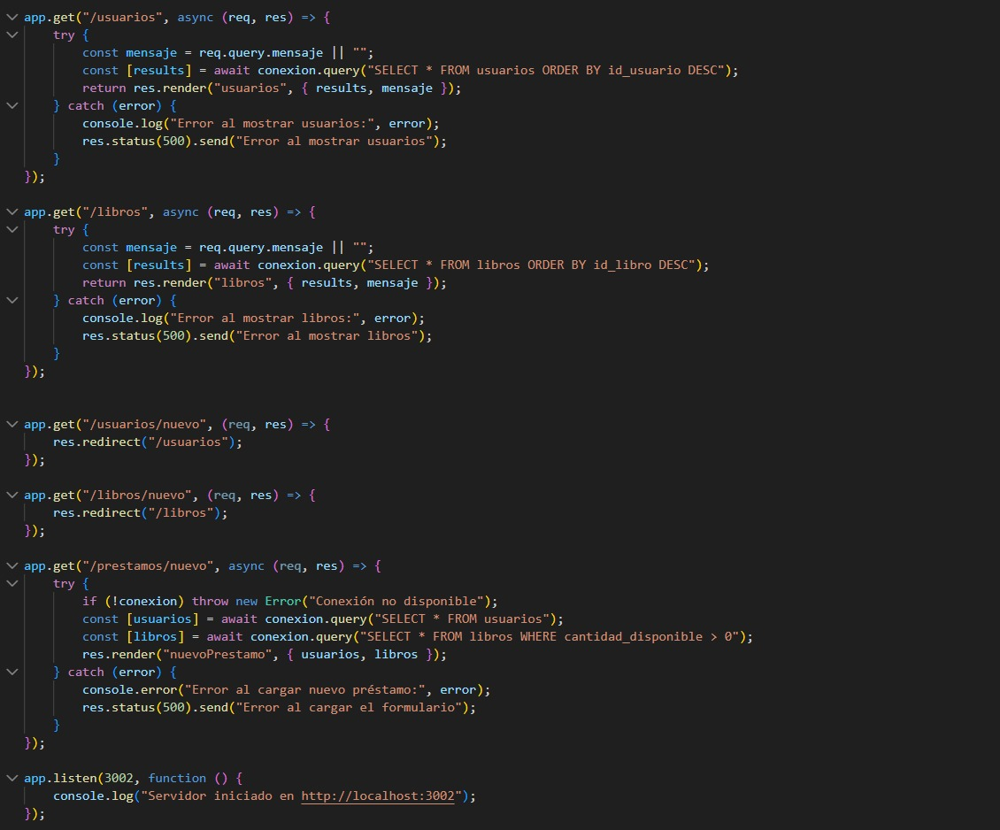 app.get("/usuarios", async (req, res) => {
    try {
        const mensaje = req.query.mensaje || "";
        const [results] = await conexion.query("SELECT * FROM usuarios ORDER BY id_usuario DESC");
        return res.render("usuarios", { results, mensaje });
    } catch (error) {
        console.log("Error al mostrar usuarios:", error);
        res.status(500).send("Error al mostrar usuarios");
    }
});

app.get("/libros", async (req, res) => {
    try {
        const mensaje = req.query.mensaje || "";
        const [results] = await conexion.query("SELECT * FROM libros ORDER BY id_libro DESC");
        return res.render("libros", { results, mensaje });
    } catch (error) {
        console.log("Error al mostrar libros:", error);
        res.status(500).send("Error al mostrar libros");
    }
});


app.get("/usuarios/nuevo", (req, res) => {
    res.redirect("/usuarios");
});

app.get("/libros/nuevo", (req, res) => {
    res.redirect("/libros");
});

app.get("/prestamos/nuevo", async (req, res) => {
    try {
        if (!conexion) throw new Error("Conexión no disponible");
        const [usuarios] = await conexion.query("SELECT * FROM usuarios");
        const [libros] = await conexion.query("SELECT * FROM libros WHERE cantidad_disponible > 0");
        res.render("nuevoPrestamo", { usuarios, libros });
    } catch (error) {
        console.error("Error al cargar nuevo préstamo:", error);
        res.status(500).send("Error al cargar el formulario");
    }
});

app.listen(3002, function () {
    console.log("Servidor iniciado en http://localhost:3002");
});